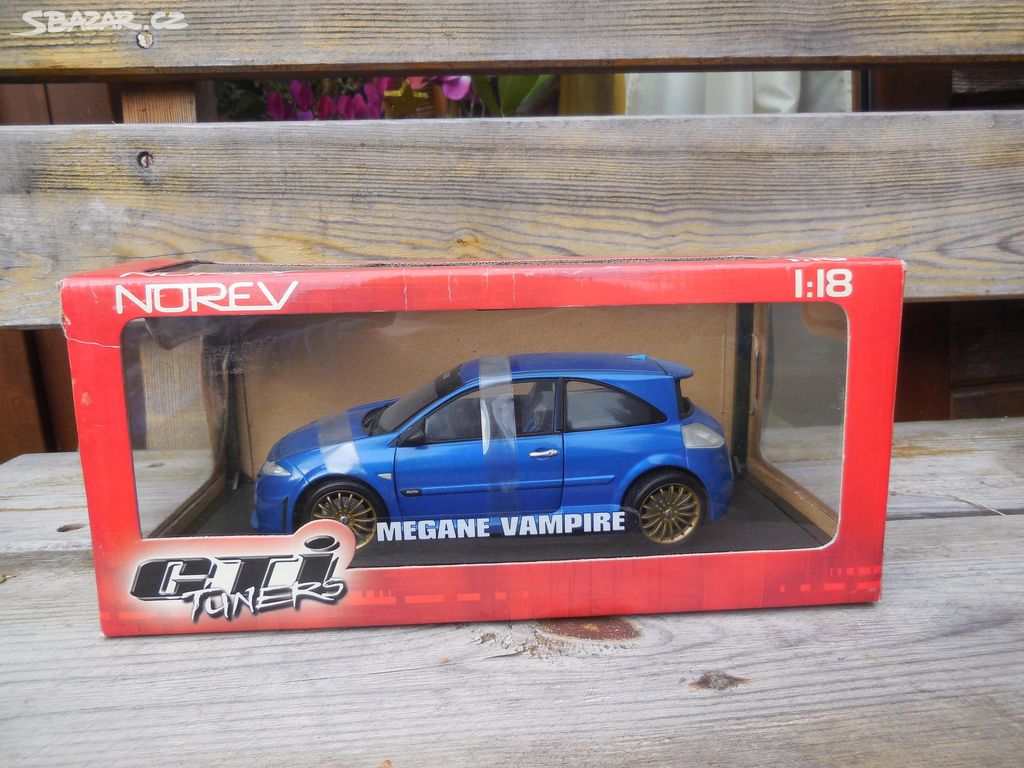 SBAZAR.CZ
NOREV
1:18
MEGANE VAMPIRE
GTi
TUNERS